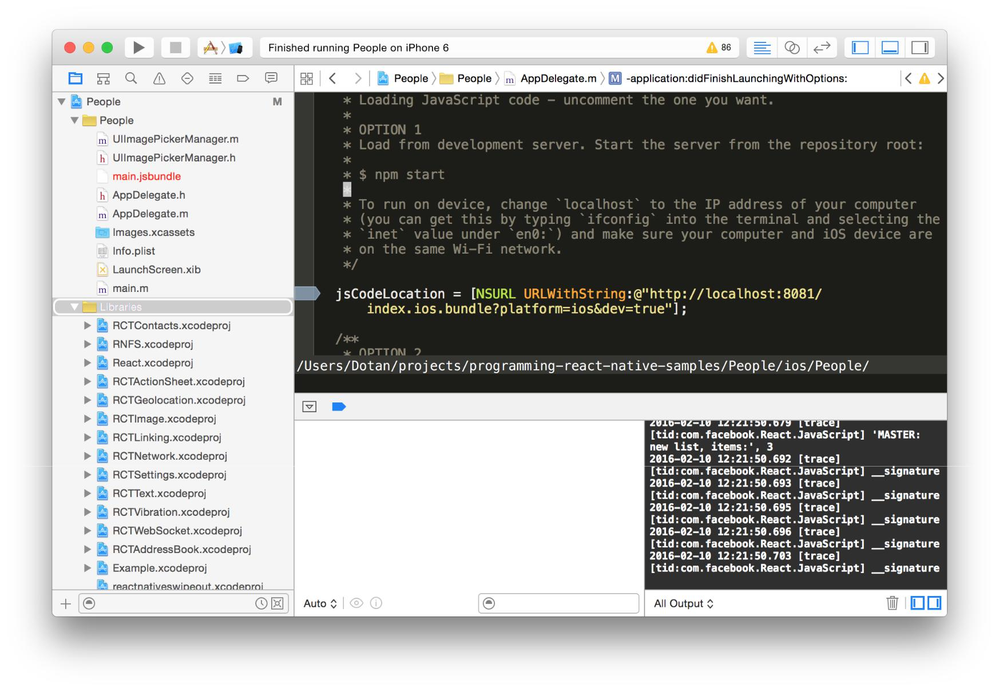 Finished running People on iPhone 6
86
People
People
AppDelegate.m
M
-application:didFinishLaunchingWithOptions:
People
M
People
m
UIImagePickerManager.m
h
UIImagePickerManager.h
main.jsbundle
h
AppDelegate.h
m
AppDelegate.m
Images.xcassets
Info.plist
LaunchScreen.xib
m
main.m
Libraries
RCTContacts.xcodeproj
RNFS.xcodeproj
React.xcodeproj
RCTActionSheet.xcodeproj
RCTGeolocation.xcodeproj
RCTImage.xcodeproj
RCTLinking.xcodeproj
RCTNetwork.xcodeproj
RCTSettings.xcodeproj
RCTText.xcodeproj
RCTVibration.xcodeproj
RCTWebSocket.xcodeproj
RCTAddressBook.xcodeproj
Example.xcodeproj
reactnativeswipeout.xcodeproj
* Loading JavaScript code – uncomment the one you want.
*
* OPTION 1
* Load from development server. Start the server from the repository root:
*
* $ npm start
*
* To run on device, change `localhost` to the IP address of your computer
* (you can get this by typing `ifconfig` into the terminal and selecting the
* `inet` value under `en0:`) and make sure your computer and iOS device are
* on the same Wi-Fi network.
*/
jsCodeLocation = [NSURL URLWithString:@"http://localhost:8081/
index.ios.bundle?platform=ios&dev=true"];
/**
* OPTION 2
/Users/Dotan/projects/programming-react-native-samples/People/ios/People/
2016-02-10 12:21:50.679 [trace]
[tid:com.facebook.React.JavaScript] 'MASTER:
new list, items:', 3
2016-02-10 12:21:50.692 [trace]
[tid:com.facebook.React.JavaScript] __signature
2016-02-10 12:21:50.693 [trace]
[tid:com.facebook.React.JavaScript] __signature
2016-02-10 12:21:50.695 [trace]
[tid:com.facebook.React.JavaScript] __signature
2016-02-10 12:21:50.696 [trace]
[tid:com.facebook.React.JavaScript] __signature
2016-02-10 12:21:50.703 [trace]
[tid:com.facebook.React.JavaScript] __signature
Auto
All Output